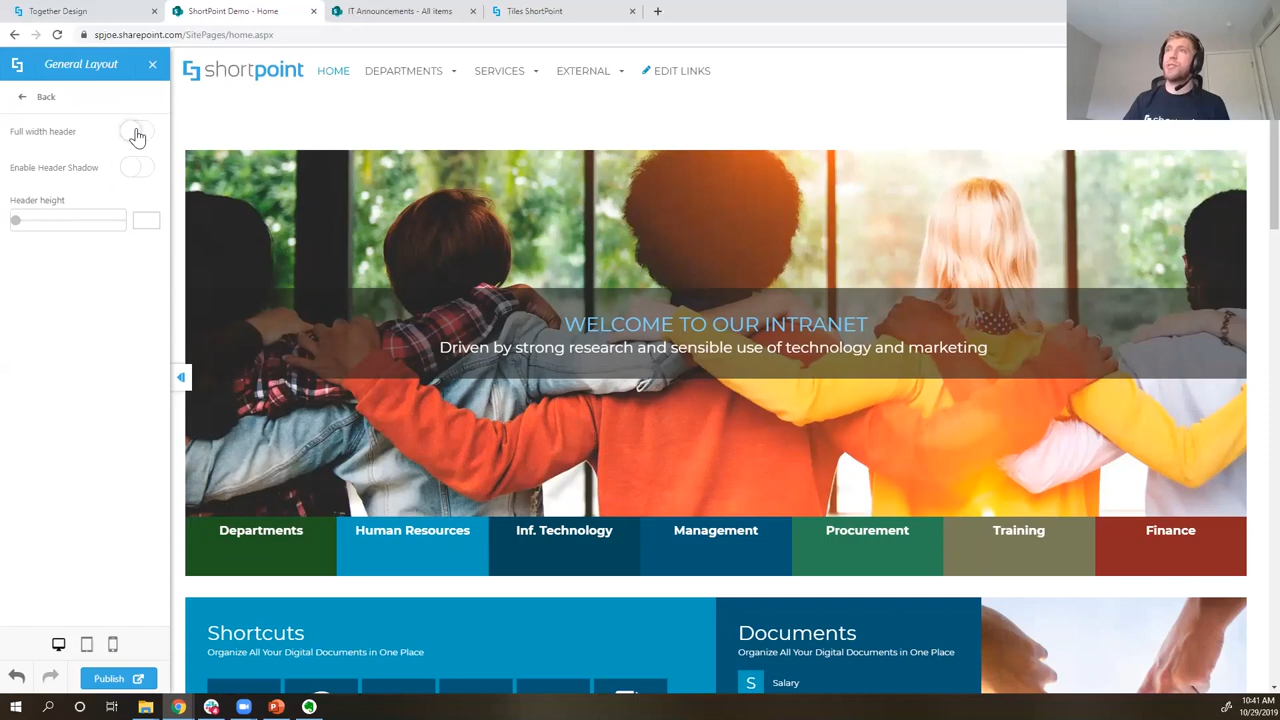 Together Design
ShortPoint Demo - Home
IT Announcements - All items
Tiles ShortPoint
spjoe.sharepoint.com/SitePages/home.aspx
General Layout
Back
Full width header
Enable Header Shadow
Header height
Publish
shortpoint
HOME
DEPARTMENTS
SERVICES
EXTERNAL
EDIT LINKS
WELCOME TO OUR INTRANET
Driven by strong research and sensible use of technology and marketing
Departments
Human Resources
Inf. Technology
Management
Procurement
Training
Finance
Shortcuts
Organize All Your Digital Documents in One Place
Documents
Organize All Your Digital Documents in One Place
S
Salary
10:41 AM
10/29/2019